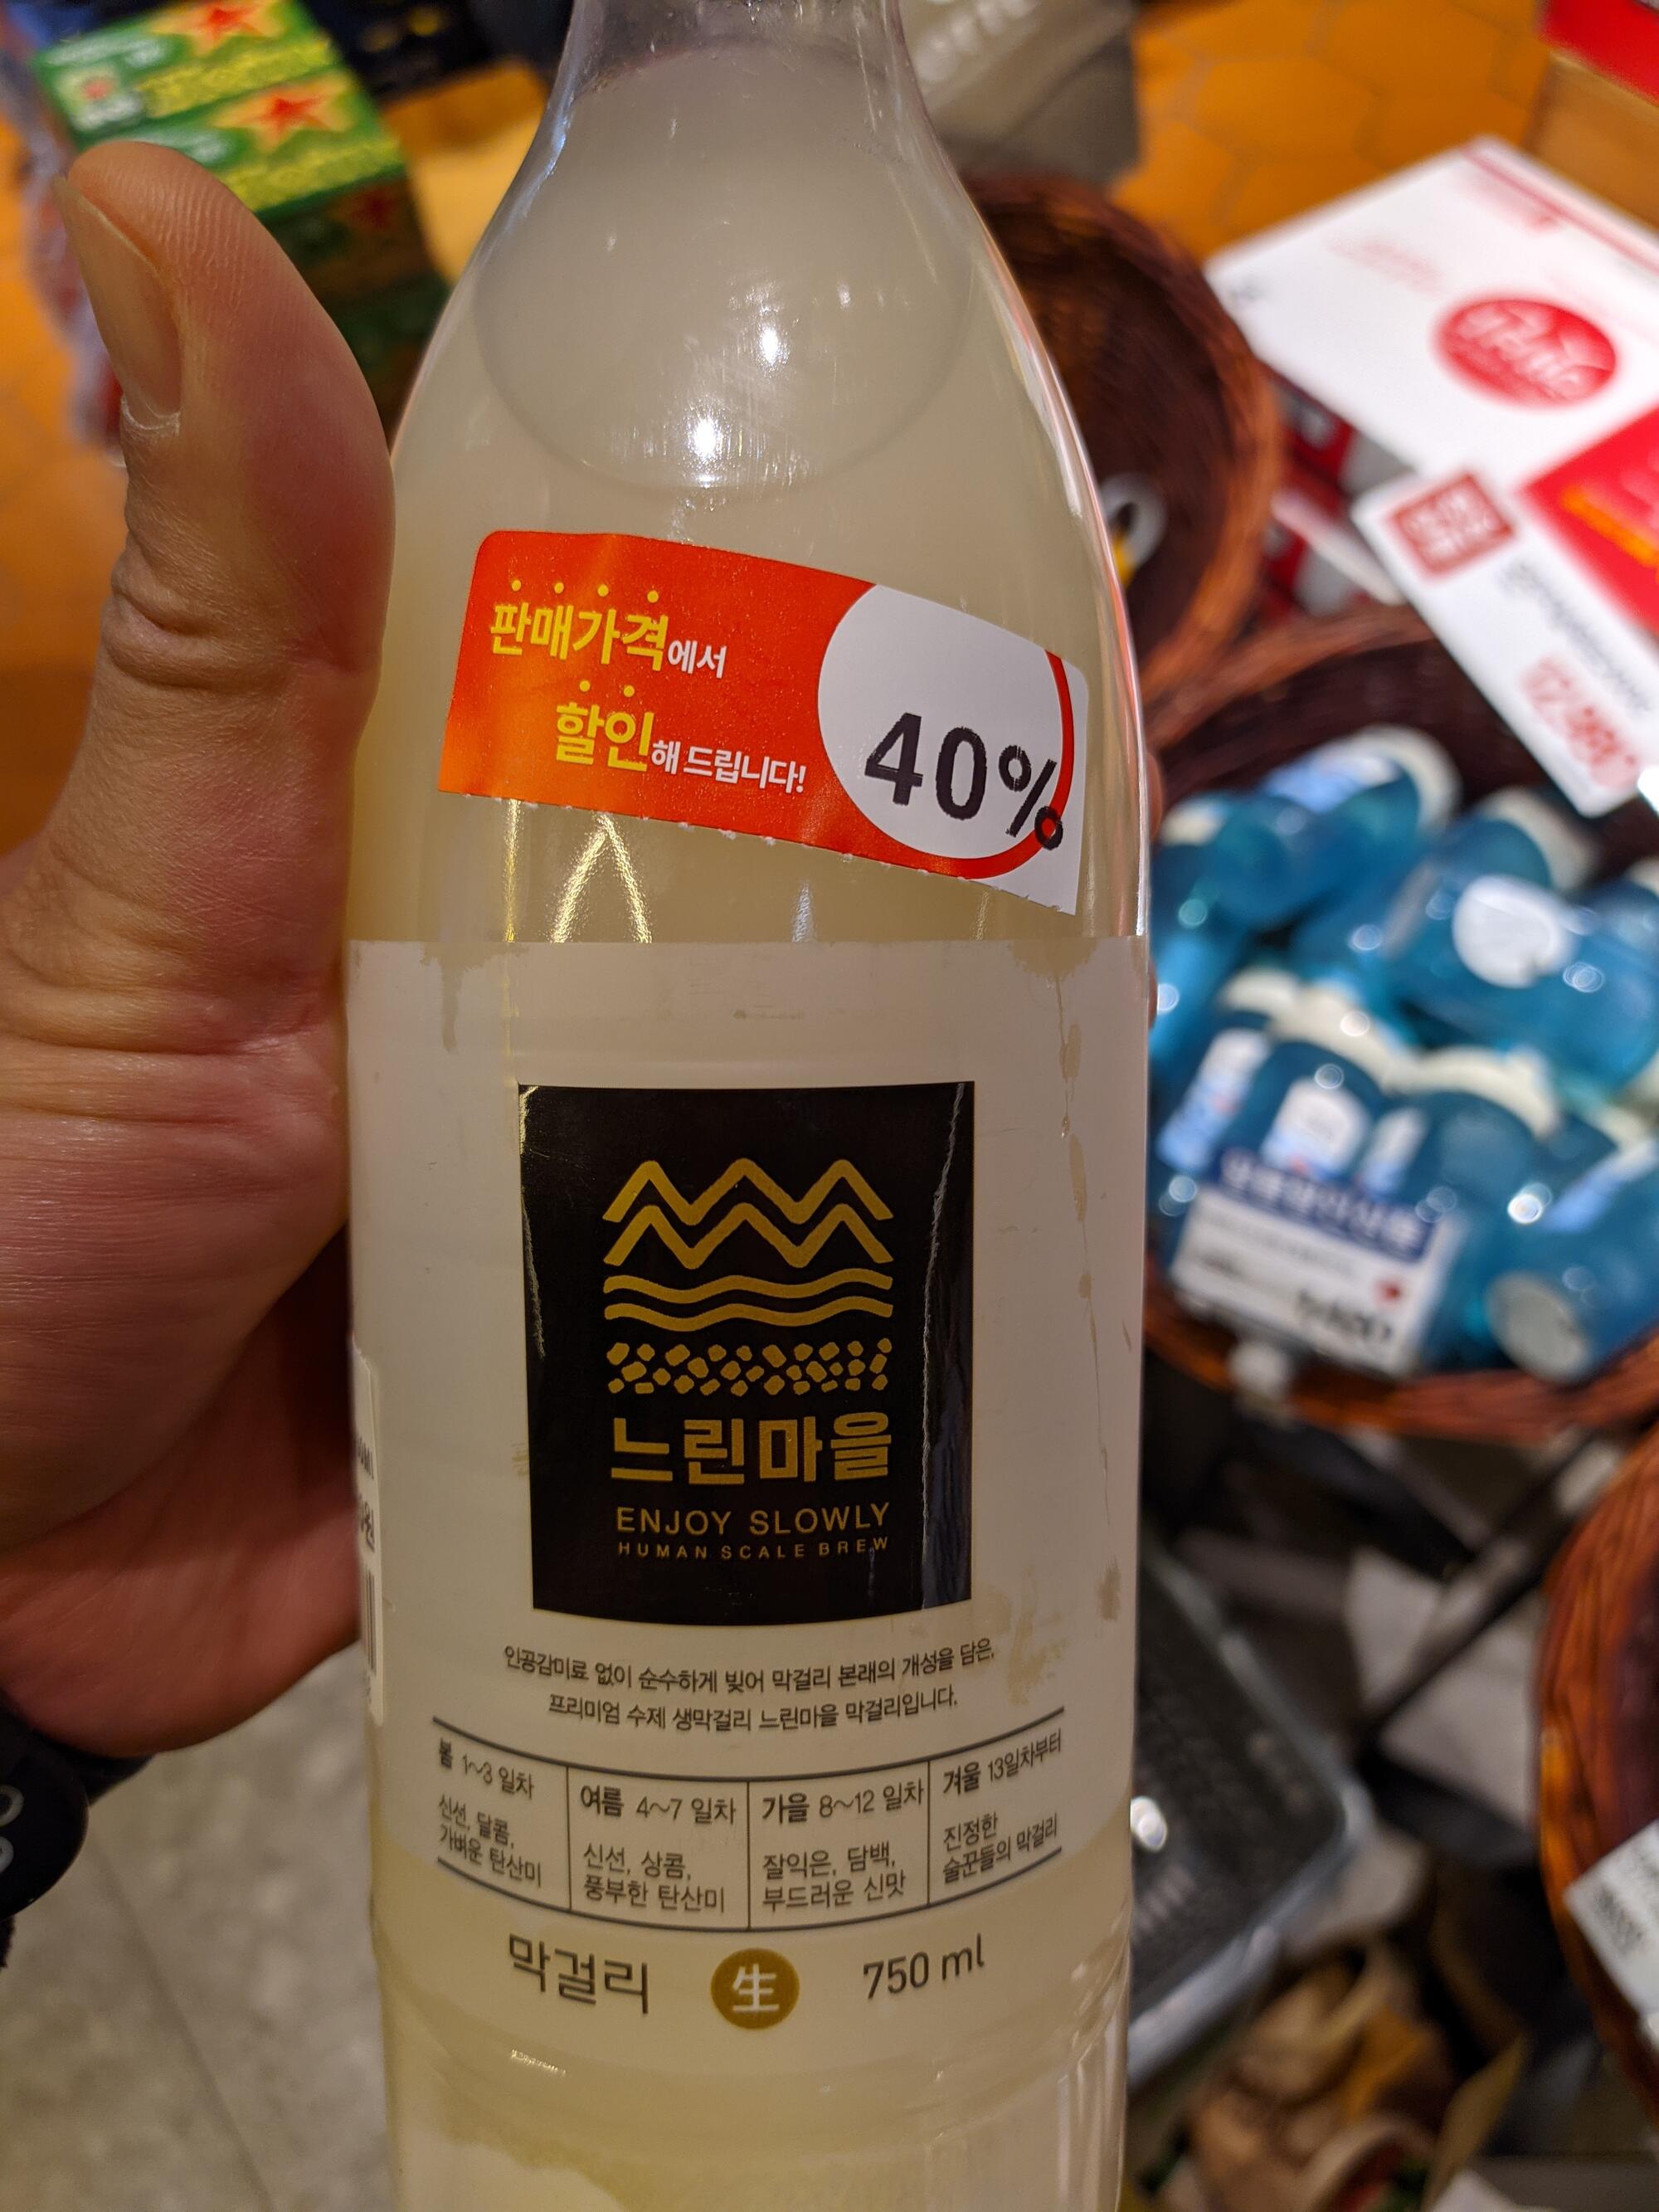 판매가격에서
할인해 드립니다!
40%
느린마을
ENJOY SLOWLY
HUMAN SCALE BREW
인공감미료 없이 순수하게 빚어 막걸리 본래의 개성을 담은,
프리미엄 수제 생막걸리 느린마을 막걸리입니다.
봄 1~3 일차
신선, 달콤,
가벼운 탄산미
여름 4~7 일차
신선, 상콤,
풍부한 탄산미
가을 8~12 일차
잘익은, 담백,
부드러운 신맛
겨울 13일차부터
진정한
술꾼들의 막걸리
막걸리 生 750 ml